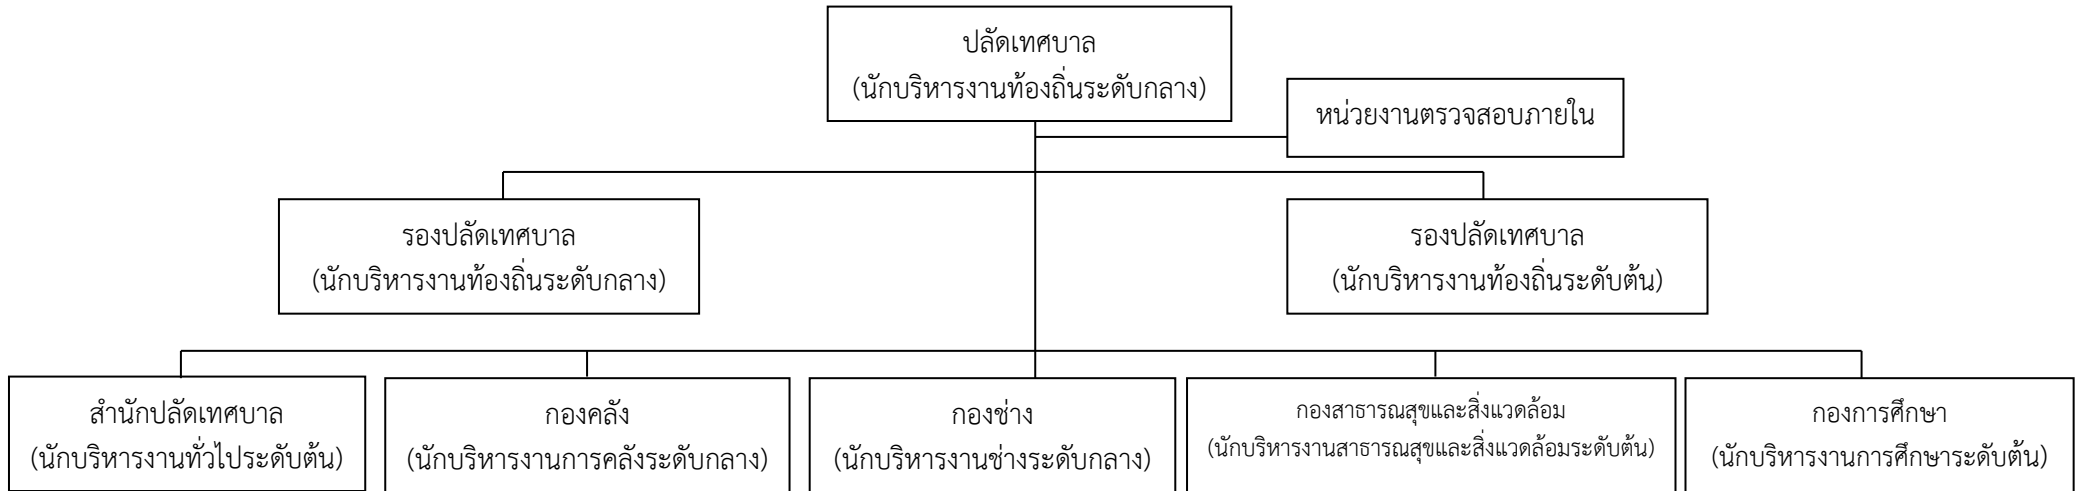 ปลัดเทศบาล
(นักบริหารงานท้องถิ่นระดับกลาง)
หน่วยงานตรวจสอบภายใน
รองปลัดเทศบาล
(นักบริหารงานท้องถิ่นระดับกลาง)
รองปลัดเทศบาล
(นักบริหารงานท้องถิ่นระดับต้น)
สำนักปลัดเทศบาล
(นักบริหารงานทั่วไประดับต้น)
กองคลัง
(นักบริหารงานการคลังระดับกลาง)
กองช่าง
(นักบริหารงานช่างระดับกลาง)
กองสาธารณสุขและสิ่งแวดล้อม
(นักบริหารงานสาธารณสุขและสิ่งแวดล้อมระดับต้น)
กองการศึกษา
(นักบริหารงานการศึกษาระดับต้น)